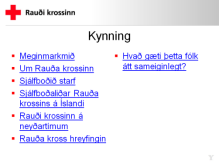 Rauði krossinn
Kynning
Meginmarkmið
Um Rauða krossinn
Sjálfboðið starf
Sjálfboðaliðar Rauða
krossins á Íslandi
Rauði krossinn á
neyðartímum
Rauða kross hreyfingin
Hvað gæti þetta fólk
átt sameiginlegt?